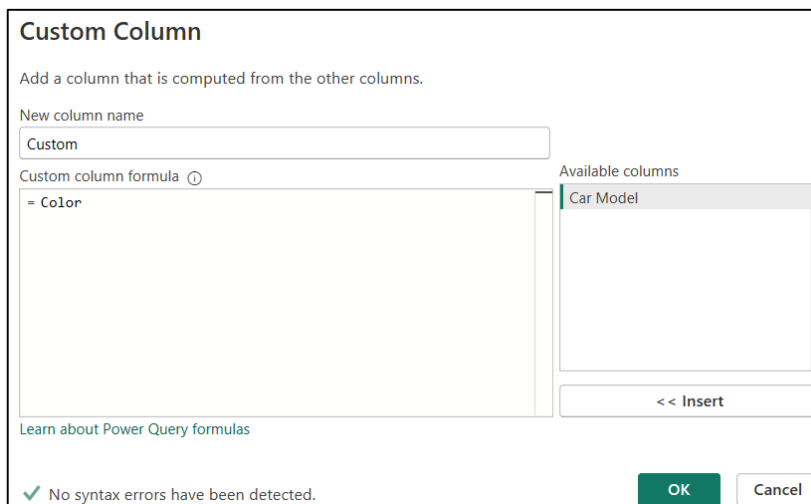 Custom Column
Add a column that is computed from the other columns.
New column name
Custom
Custom column formula
Available columns
= Color
Car Model
<< Insert
Learn about Power Query formulas
No syntax errors have been detected.
OK
Cancel